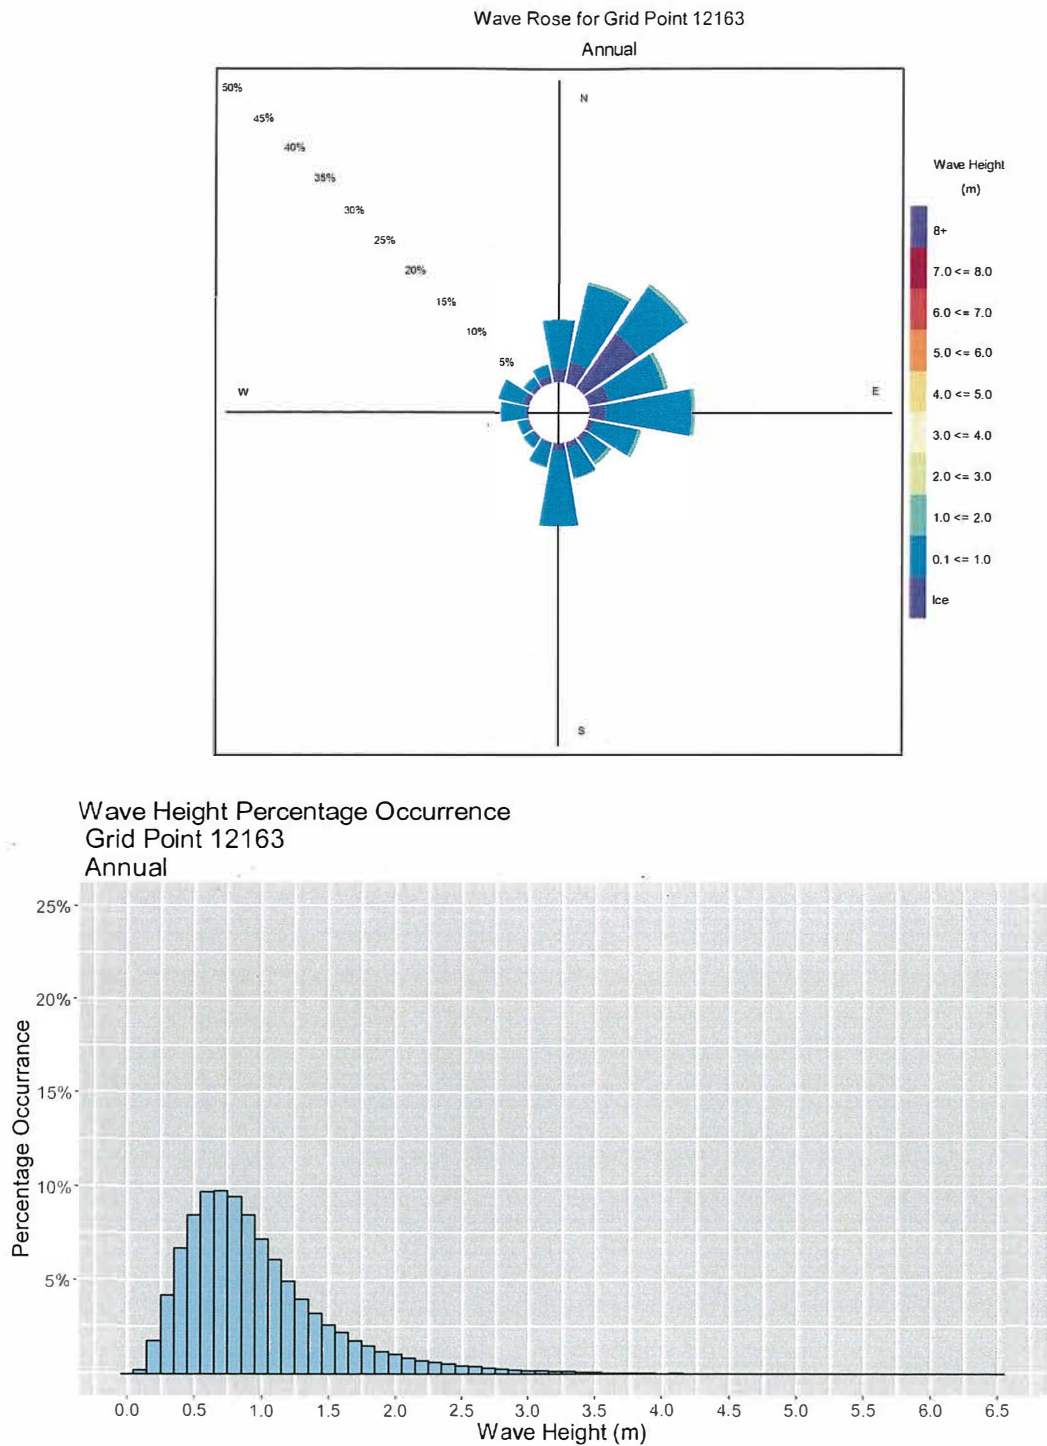 Wave Rose for Grid Point 12163
Annual
50%
45%
40%
35%
30%
25%
20%
15%
10%
5%
N
W
E
S
Wave Height
(m)
8+
7.0 <= 8.0
6.0 <= 7.0
5.0 <= 6.0
4.0 <= 5.0
3.0 <= 4.0
2.0 <= 3.0
1.0 <= 2.0
0.1 <= 1.0
Ice
Wave Height Percentage Occurrence
Grid Point 12163
Annual
Percentage Occurrance
25%
20%
15%
10%
5%
0.0 0.5 1.0 1.5 2.0 2.5 3.0 3.5 4.0 4.5 5.0 5.5 6.0 6.5
Wave Height (m)